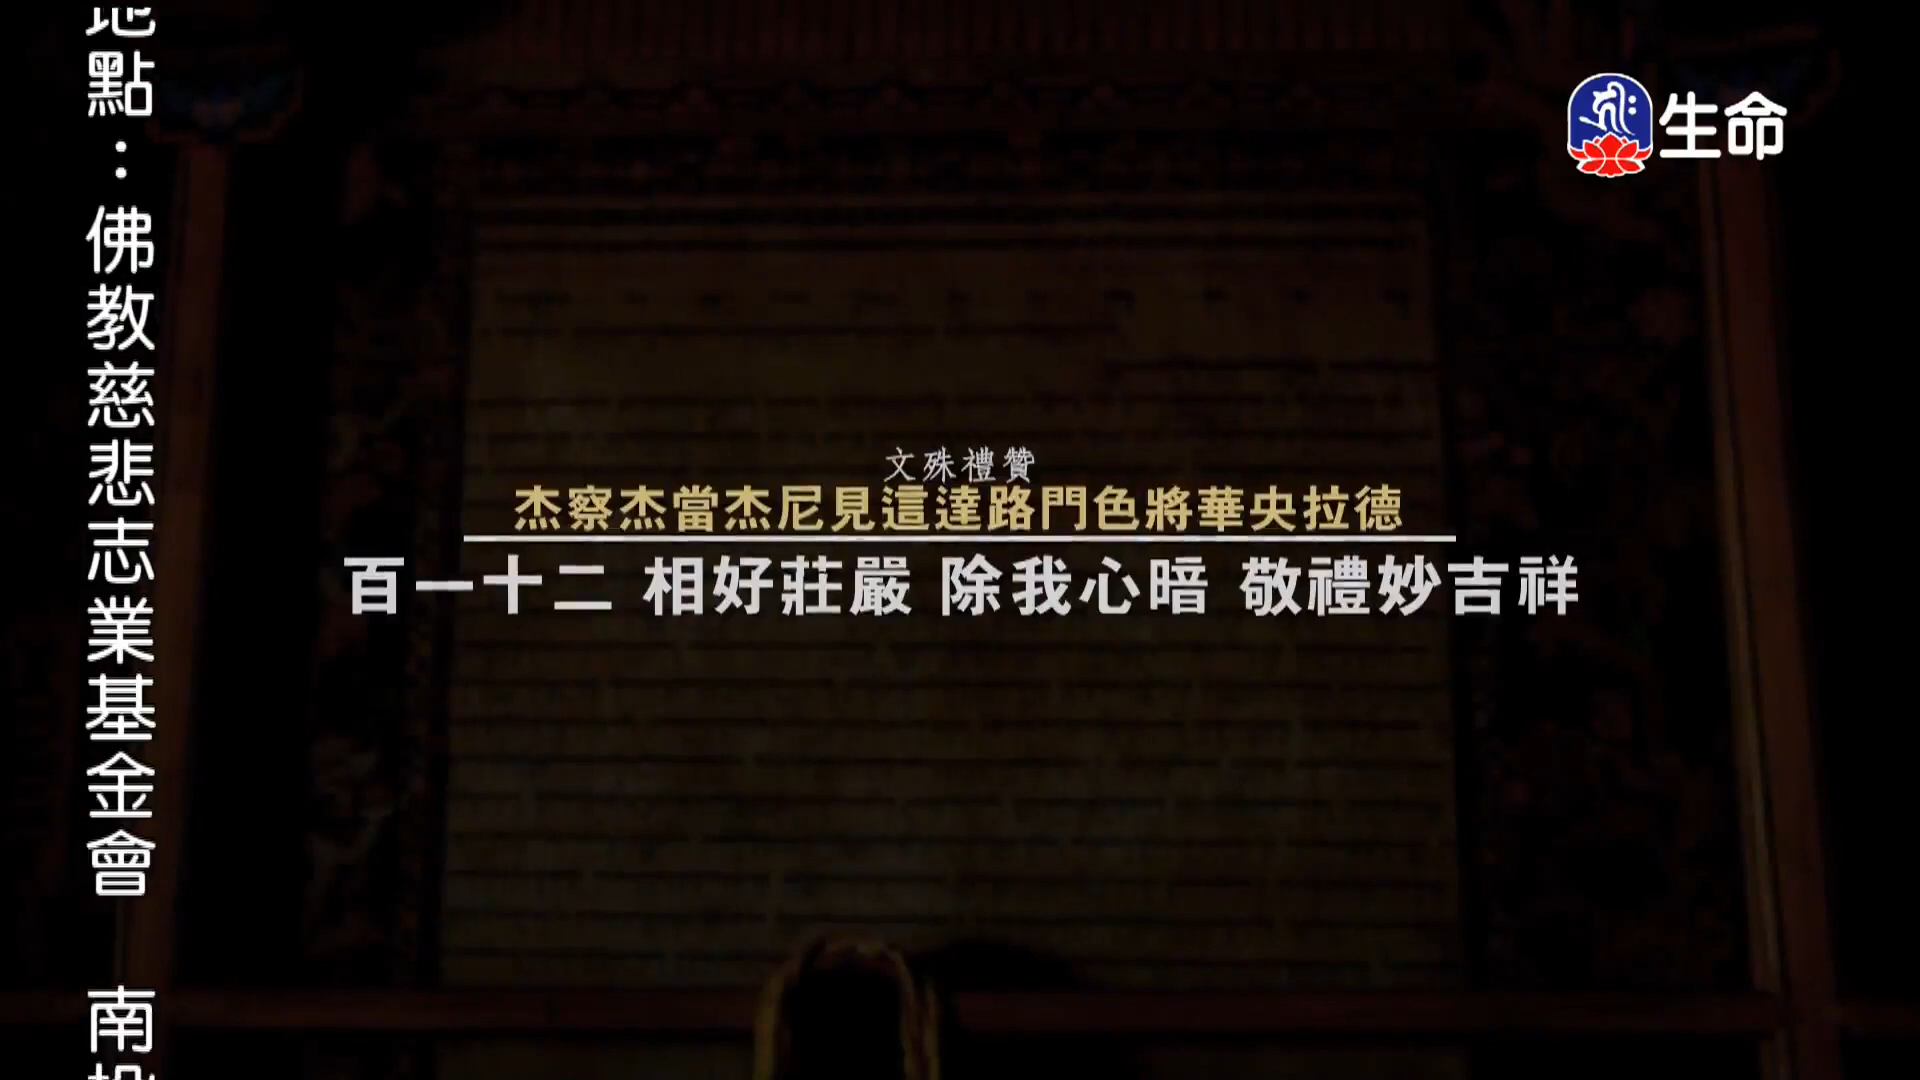 地點：佛教慈悲志業基金會 南投
生命
文殊禮贊
杰察杰當杰尼見這達路門色將華央拉德
百一十二 相好莊嚴 除我心暗 敬禮妙吉祥